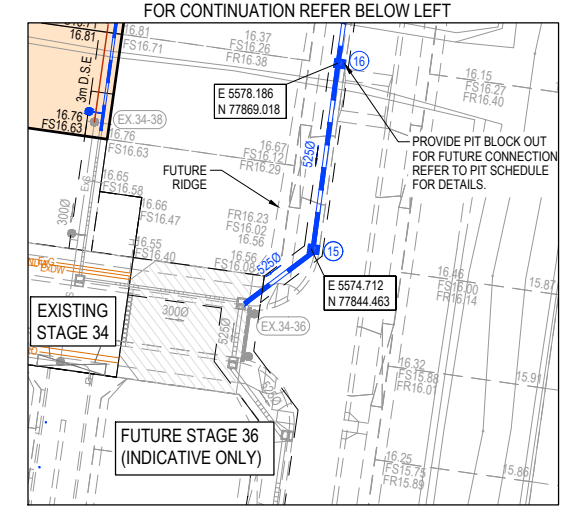 FOR CONTINUATION REFER BELOW LEFT
16.81
16.81
FS16.71
16.37
FS16.26
FR16.38
16
3m D.S.E
E 5578.186
N 77869.018
16.15
FS16.27
FR16.40
16.76
FS16.63
EX.34-38
16.76
FS16.63
PROVIDE PIT BLOCK OUT
FOR FUTURE CONNECTION
REFER TO PIT SCHEDULE
FOR DETAILS.
525Ø
16.67
FS16.12
FR16.29
FUTURE
RIDGE
16.65
FS16.58
300Ø
16.66
FS16.47
FR16.23
FS16.02
16.56
16.55
FS16.40
16.56
FS16.08
525Ø
15
E 5574.712
N 77844.463
16.46
FS16.00
FR16.14
15.87
EXISTING
STAGE 34
300Ø
525Ø
EX.34-36
16.32
FS15.88
FR16.01
15.91
525Ø
FUTURE STAGE 36
(INDICATIVE ONLY)
16.25
FS15.75
FR15.89
15.86